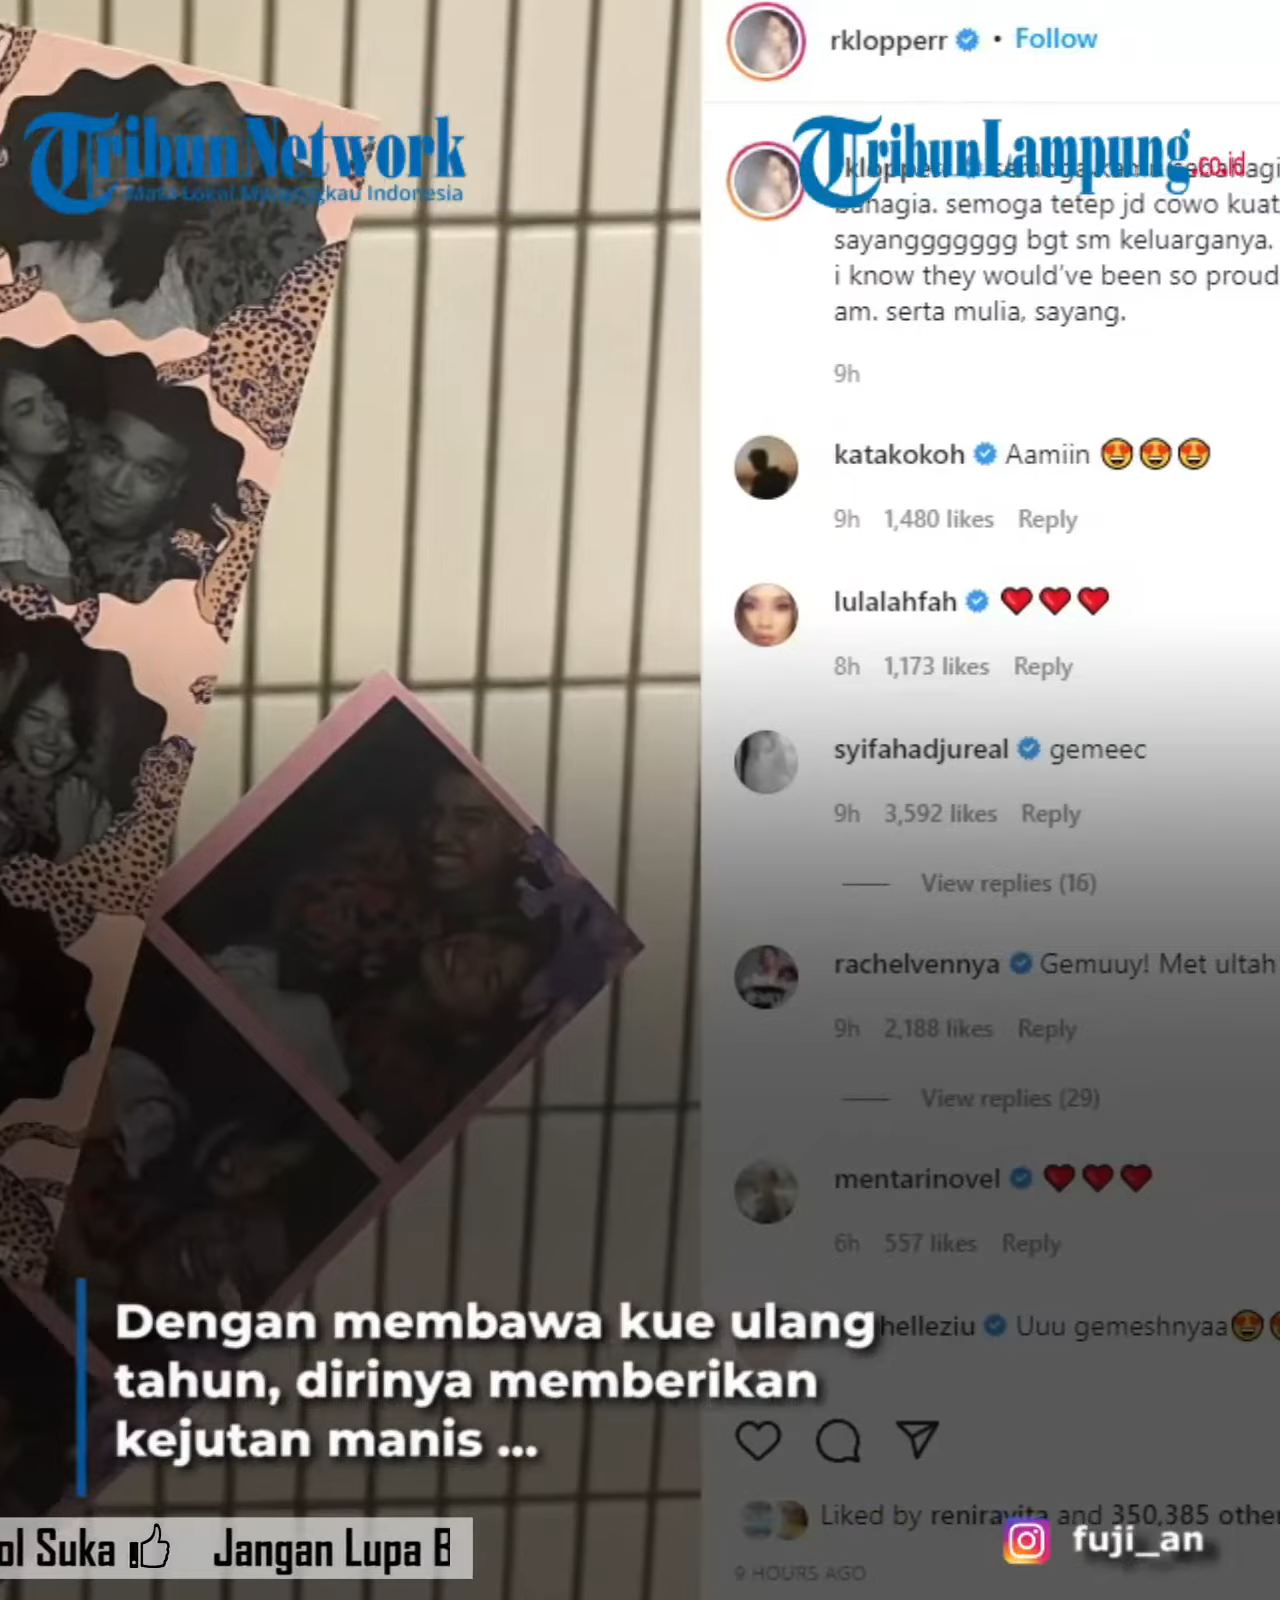 rklopperr • Follow
TribunNetwork
TribunLampung.co.id
bahagia. semoga tetep jd cowo kuat
sayanggggggg bgt sm keluarganya.
i know they would've been so proud
am. serta mulia, sayang.
9h
katakokoh Aamiin 😍😍😍
9h 1,480 likes Reply
lulalahfah ❤️❤️❤️
8h 1,173 likes Reply
syifahadjureal gemeec
9h 3,592 likes Reply
View replies (16)
rachelvennya Gemuuy! Met ultah
9h 2,188 likes Reply
View replies (29)
mentarinovel ❤️❤️❤️
6h 557 likes Reply
helleziu Uuu gemeshnyaa😍
Dengan membawa kue ulang
tahun, dirinya memberikan
kejutan manis ...
Liked by reniravita and 350,385 other
fuji_an
ol Suka 👍 Jangan Lupa B
9 HOURS AGO